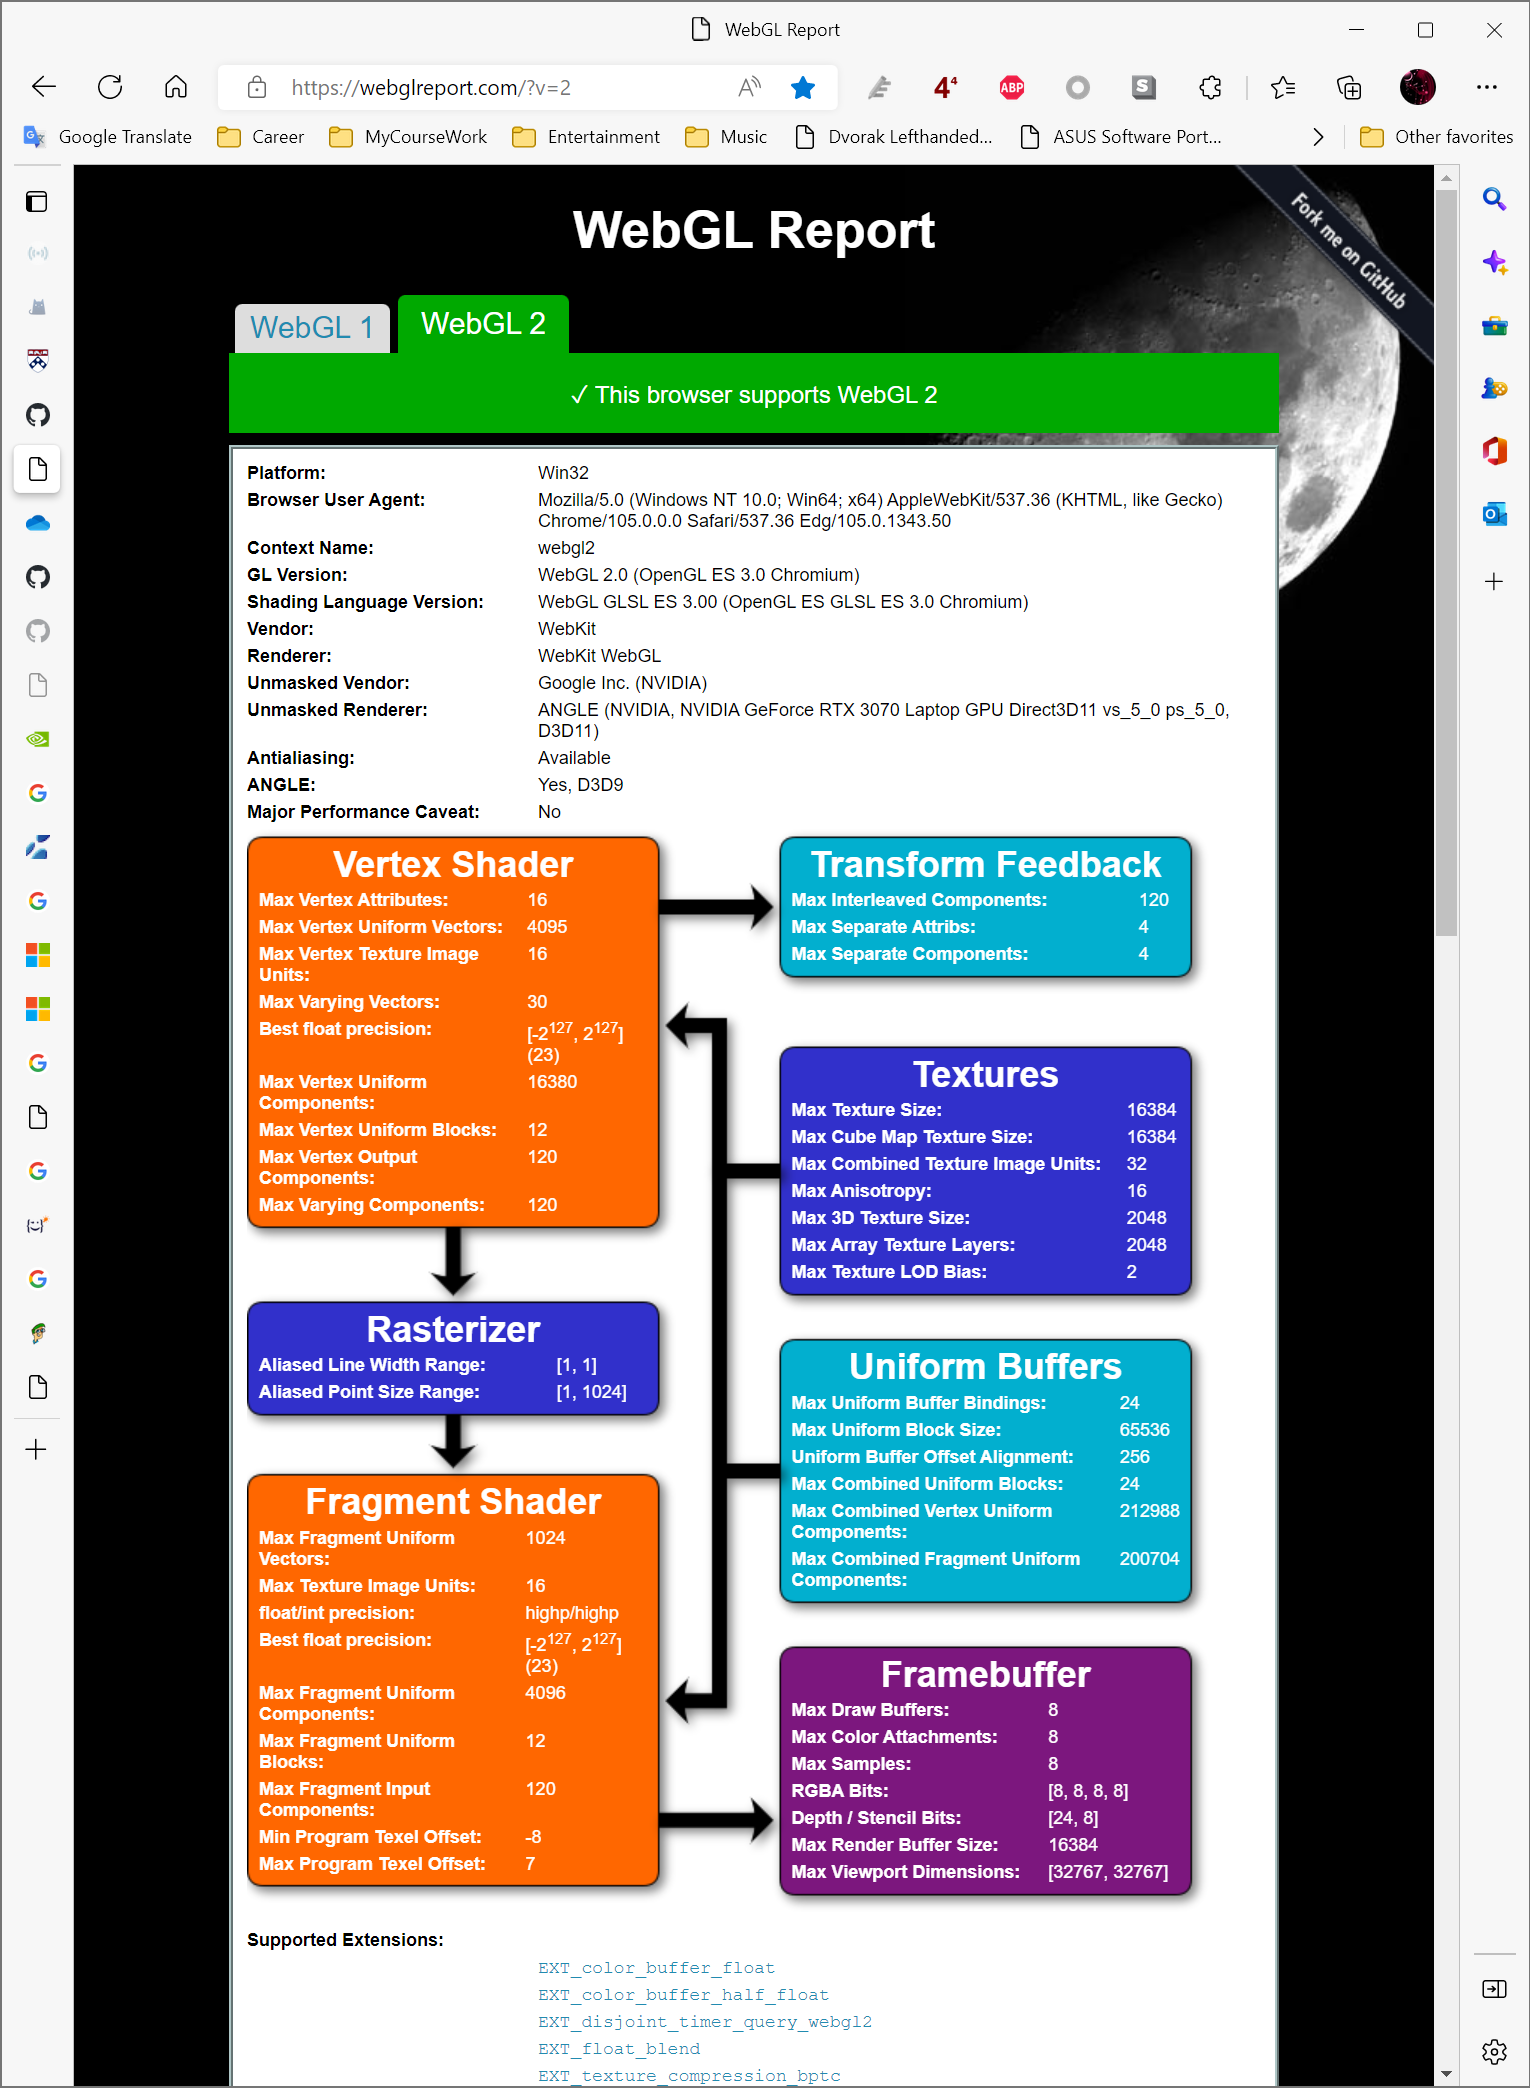 WebGL Report
https://webglreport.com/?v=2
A
4⁴
ABP
S
Google Translate
Career
MyCourseWork
Entertainment
Music
Dvorak Lefthanded...
ASUS Software Port...
Other favorites
WebGL Report
Fork me on GitHub
WebGL 1
WebGL 2
✓ This browser supports WebGL 2
Platform: Win32
Browser User Agent: Mozilla/5.0 (Windows NT 10.0; Win64; x64) AppleWebKit/537.36 (KHTML, like Gecko)
Chrome/105.0.0.0 Safari/537.36 Edg/105.0.1343.50
Context Name: webgl2
GL Version: WebGL 2.0 (OpenGL ES 3.0 Chromium)
Shading Language Version: WebGL GLSL ES 3.00 (OpenGL ES GLSL ES 3.0 Chromium)
Vendor: WebKit
Renderer: WebKit WebGL
Unmasked Vendor: Google Inc. (NVIDIA)
Unmasked Renderer: ANGLE (NVIDIA, NVIDIA GeForce RTX 3070 Laptop GPU Direct3D11 vs_5_0 ps_5_0,
D3D11)
Antialiasing: Available
ANGLE: Yes, D3D9
Major Performance Caveat: No
Vertex Shader
Max Vertex Attributes: 16
Max Vertex Uniform Vectors: 4095
Max Vertex Texture Image 16
Units:
Max Varying Vectors: 30
Best float precision: [-2¹²⁷, 2¹²⁷]
(23)
Max Vertex Uniform 16380
Components:
Max Vertex Uniform Blocks: 12
Max Vertex Output 120
Components:
Max Varying Components: 120
Transform Feedback
Max Interleaved Components: 120
Max Separate Attribs: 4
Max Separate Components: 4
Textures
Max Texture Size: 16384
Max Cube Map Texture Size: 16384
Max Combined Texture Image Units: 32
Max Anisotropy: 16
Max 3D Texture Size: 2048
Max Array Texture Layers: 2048
Max Texture LOD Bias: 2
Rasterizer
Aliased Line Width Range: [1, 1]
Aliased Point Size Range: [1, 1024]
Uniform Buffers
Max Uniform Buffer Bindings: 24
Max Uniform Block Size: 65536
Uniform Buffer Offset Alignment: 256
Max Combined Uniform Blocks: 24
Max Combined Vertex Uniform 212988
Components:
Max Combined Fragment Uniform 200704
Components:
Fragment Shader
Max Fragment Uniform 1024
Vectors:
Max Texture Image Units: 16
float/int precision: highp/highp
Best float precision: [-2¹²⁷, 2¹²⁷]
(23)
Max Fragment Uniform 4096
Components:
Max Fragment Uniform 12
Blocks:
Max Fragment Input 120
Components:
Min Program Texel Offset: -8
Max Program Texel Offset: 7
Framebuffer
Max Draw Buffers: 8
Max Color Attachments: 8
Max Samples: 8
RGBA Bits: [8, 8, 8, 8]
Depth / Stencil Bits: [24, 8]
Max Render Buffer Size: 16384
Max Viewport Dimensions: [32767, 32767]
Supported Extensions:
EXT_color_buffer_float
EXT_color_buffer_half_float
EXT_disjoint_timer_query_webgl2
EXT_float_blend
EXT_texture_compression_bptc